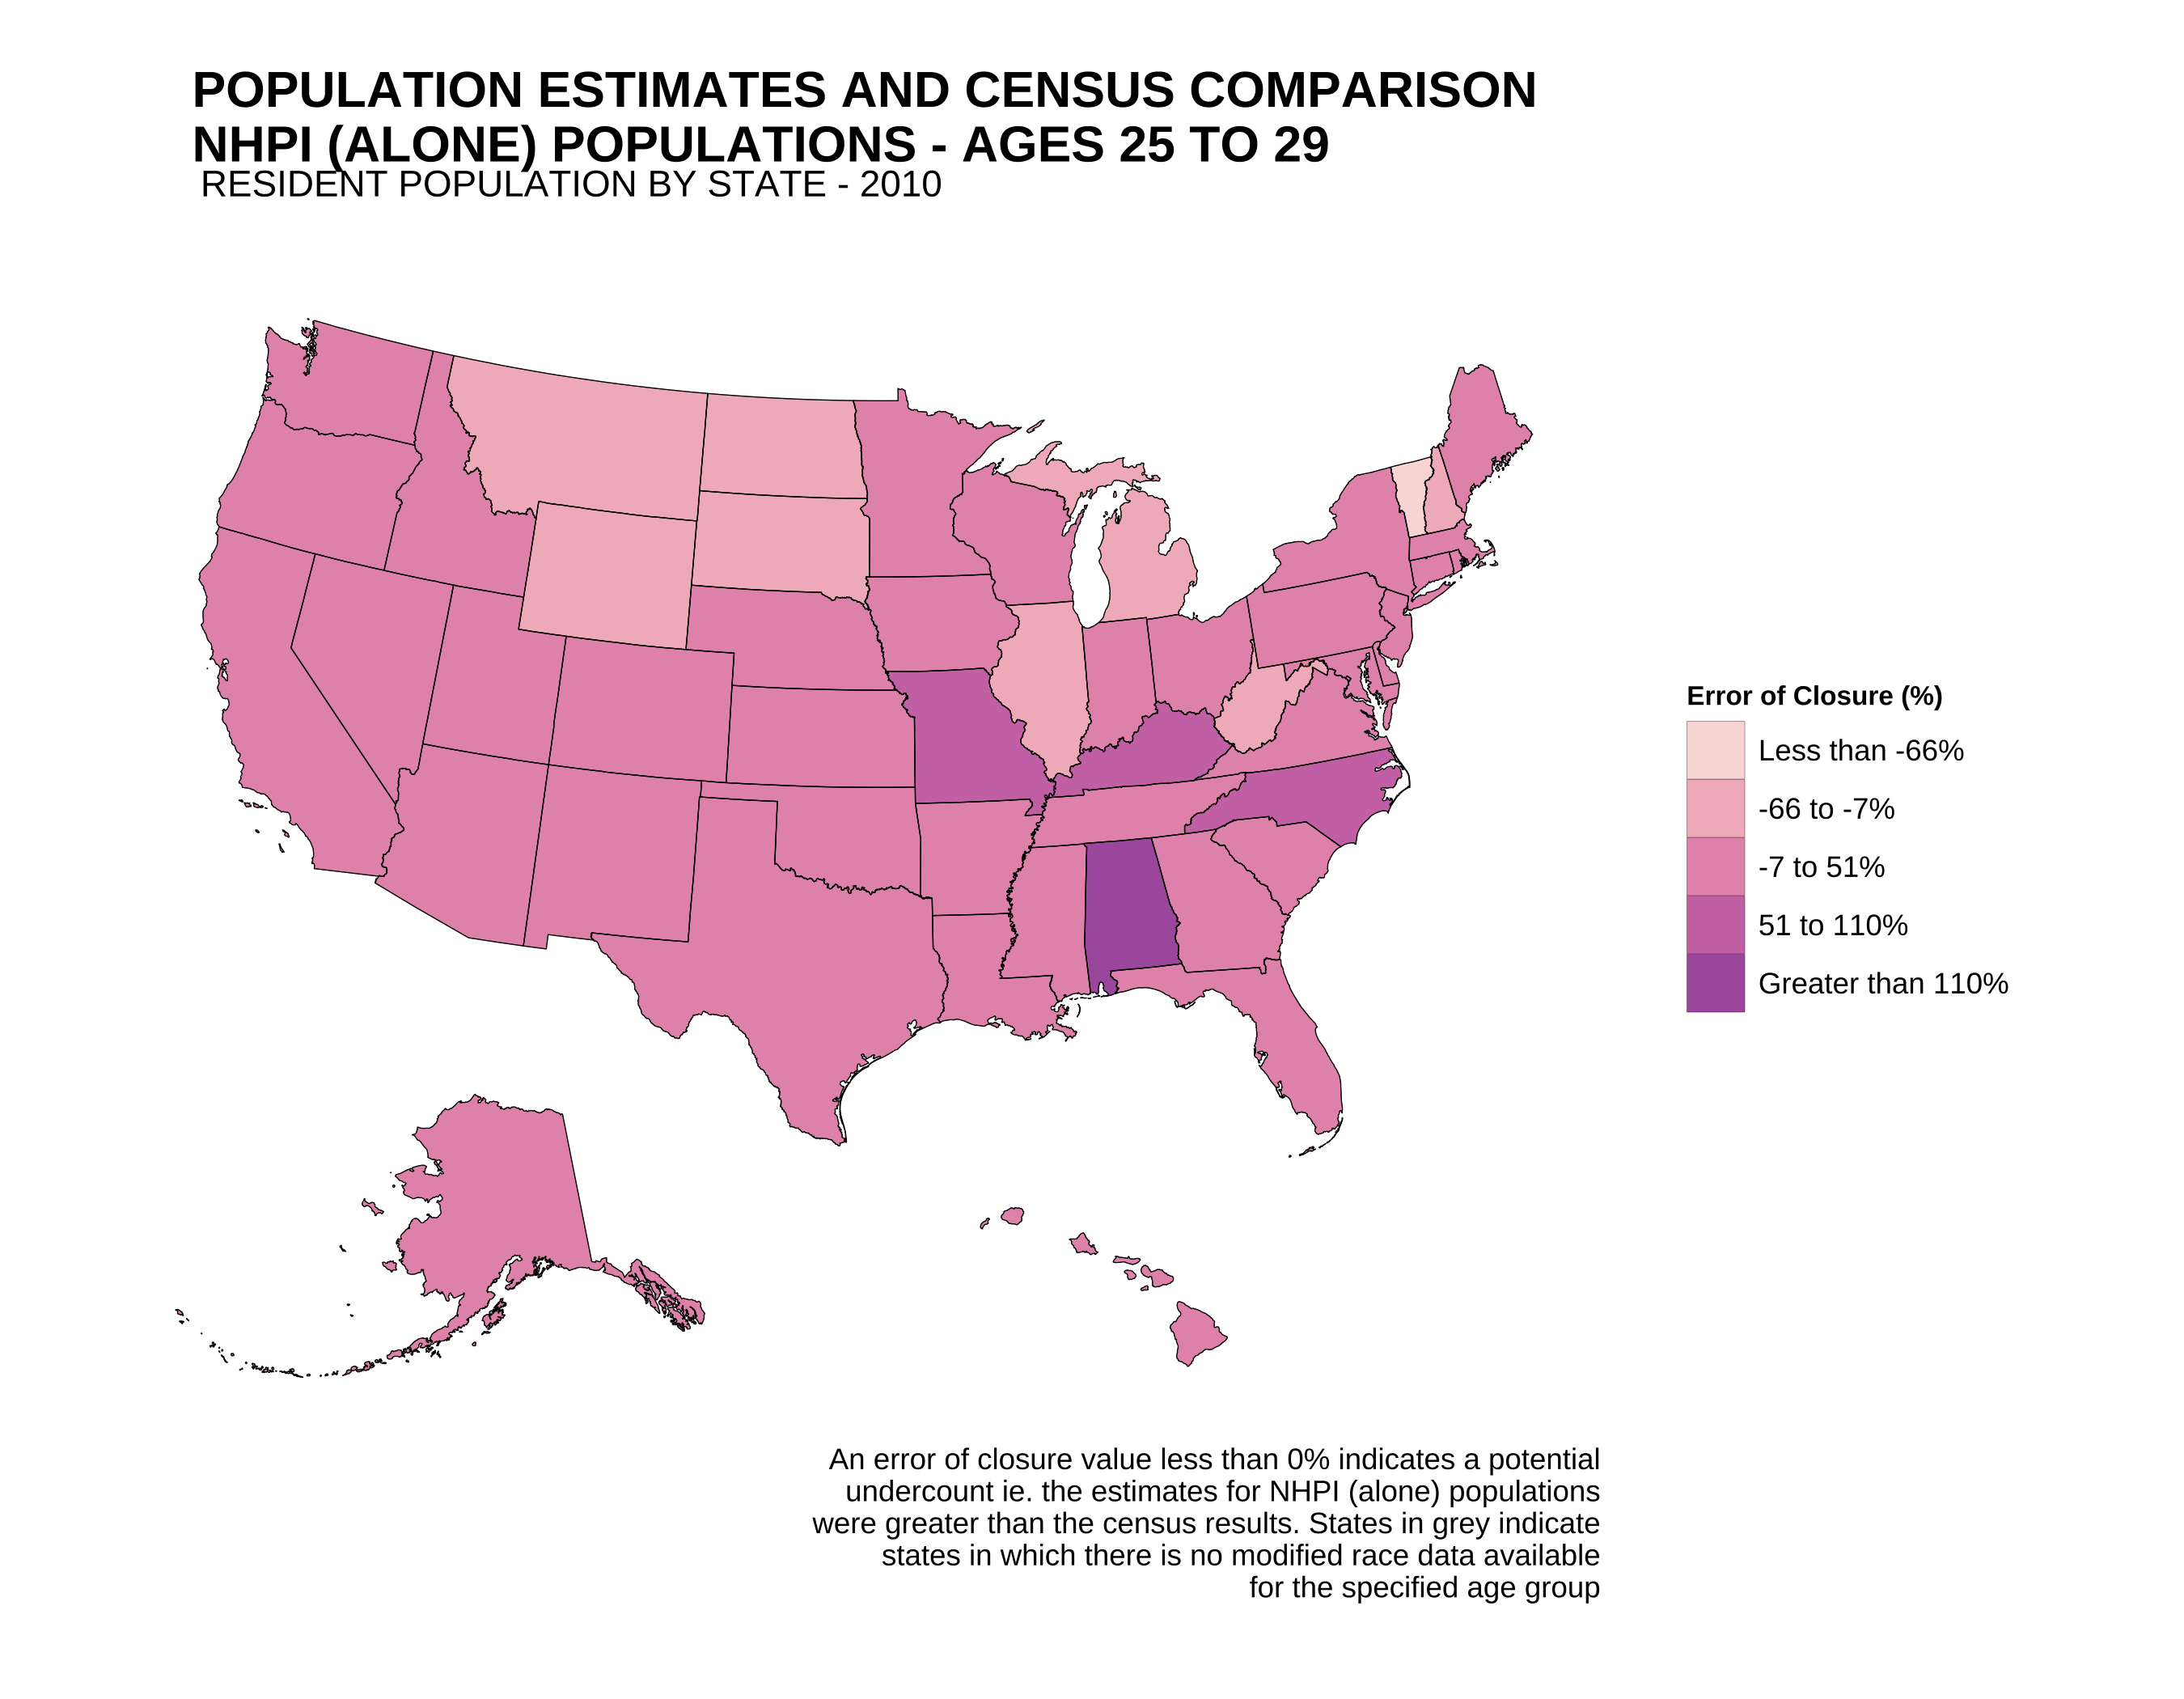 POPULATION ESTIMATES AND CENSUS COMPARISON
NHPI (ALONE) POPULATIONS - AGES 25 TO 29
RESIDENT POPULATION BY STATE - 2010
Error of Closure (%)
Less than -66%
-66 to -7%
-7 to 51%
51 to 110%
Greater than 110%
An error of closure value less than 0% indicates a potential
undercount ie. the estimates for NHPI (alone) populations
were greater than the census results. States in grey indicate
states in which there is no modified race data available
for the specified age group